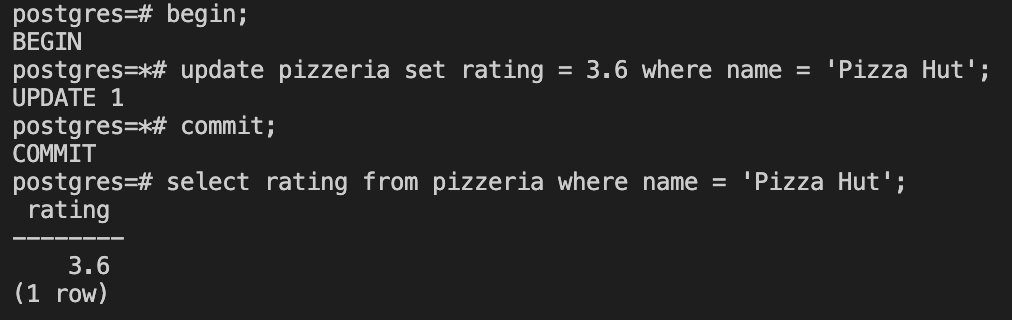 postgres=# begin;
BEGIN
postgres=*# update pizzeria set rating = 3.6 where name = 'Pizza Hut';
UPDATE 1
postgres=*# commit;
COMMIT
postgres=# select rating from pizzeria where name = 'Pizza Hut';
 rating
--------
    3.6
(1 row)